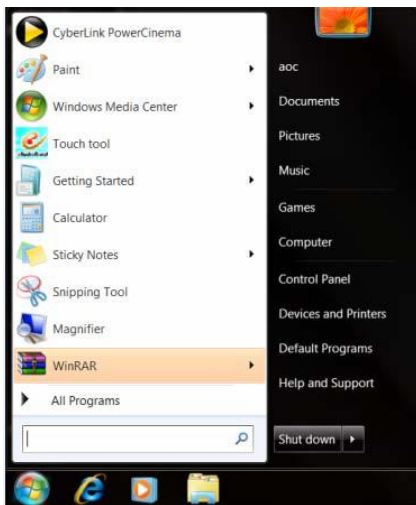 CyberLink PowerCinema
Paint
Windows Media Center
Touch tool
Getting Started
Calculator
Sticky Notes
Snipping Tool
Magnifier
WinRAR
All Programs
aoc
Documents
Pictures
Music
Games
Computer
Control Panel
Devices and Printers
Default Programs
Help and Support
Shut down